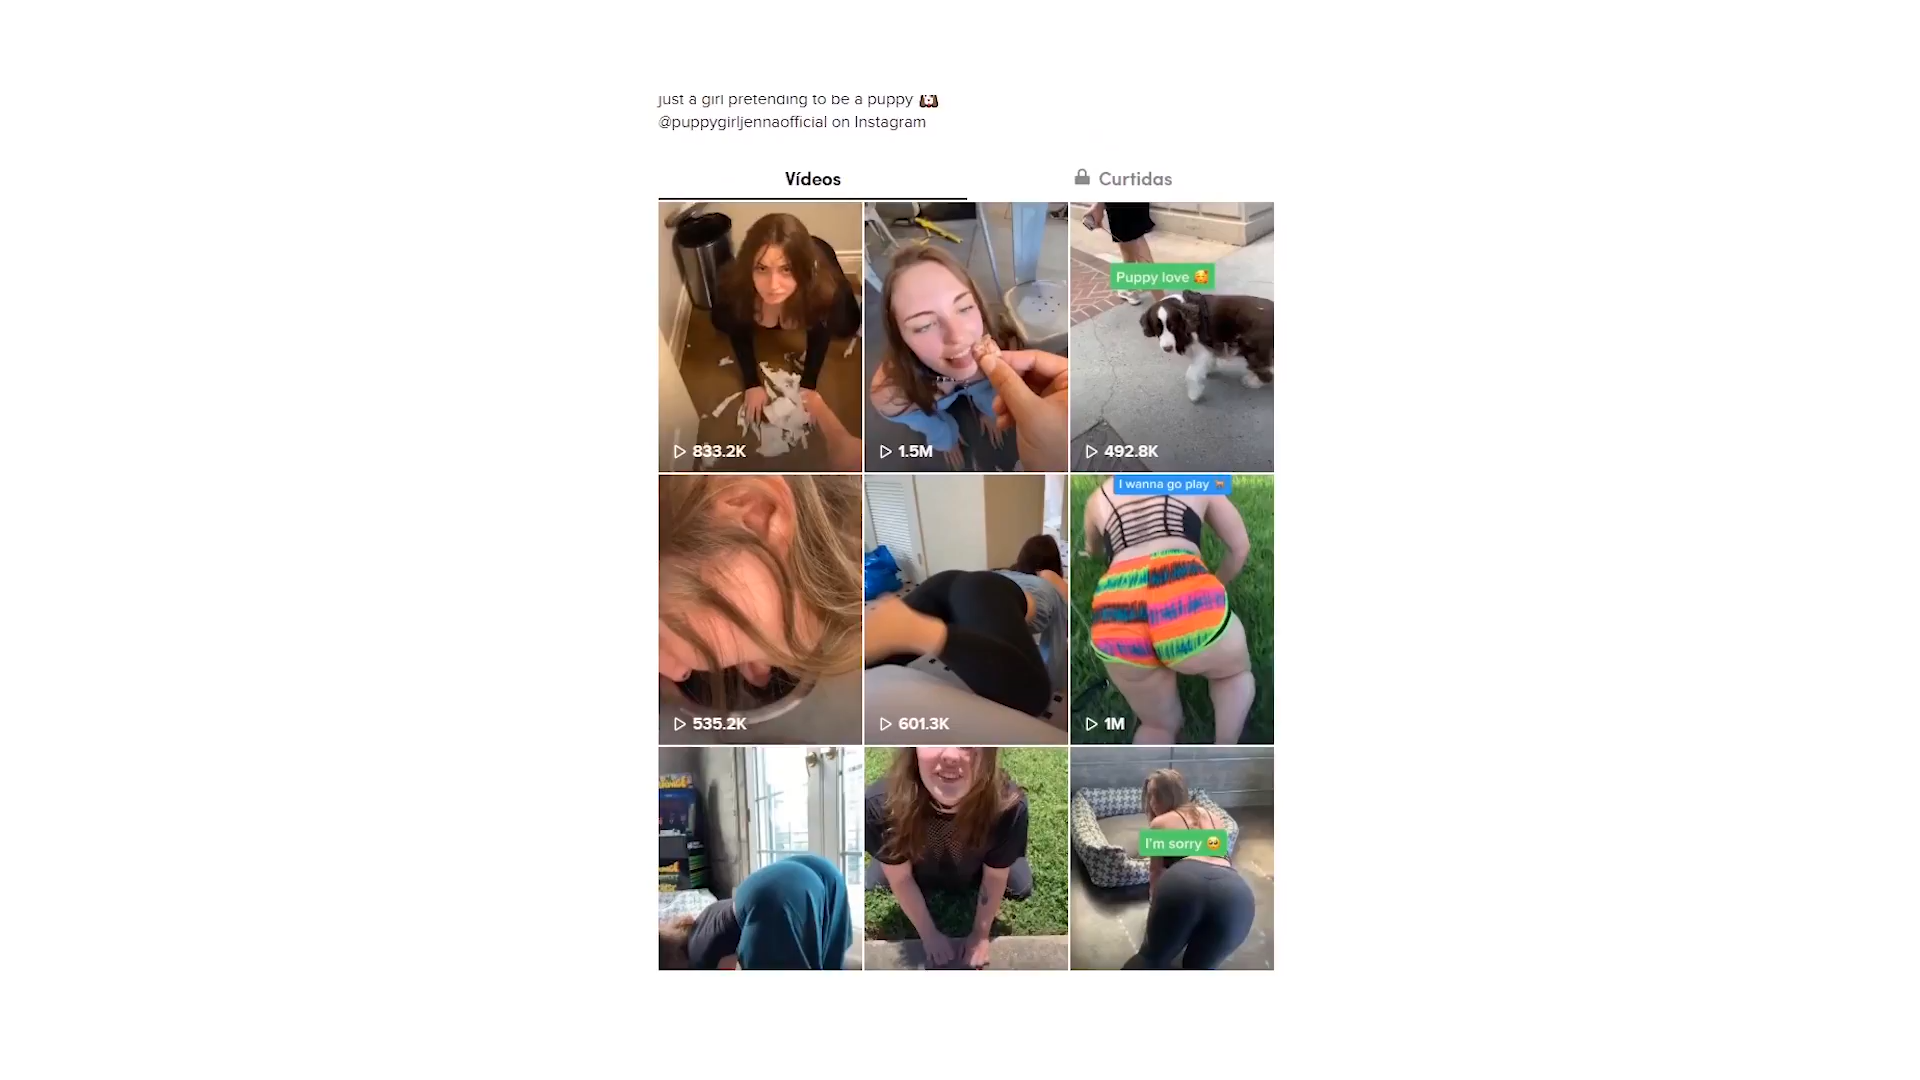 just a girl pretending to be a puppy
@puppygirljennaofficial on Instagram
Vídeos
Curtidas
Puppy love
833.2K
1.5M
492.8K
I wanna go play
535.2K
601.3K
1M
I'm sorry